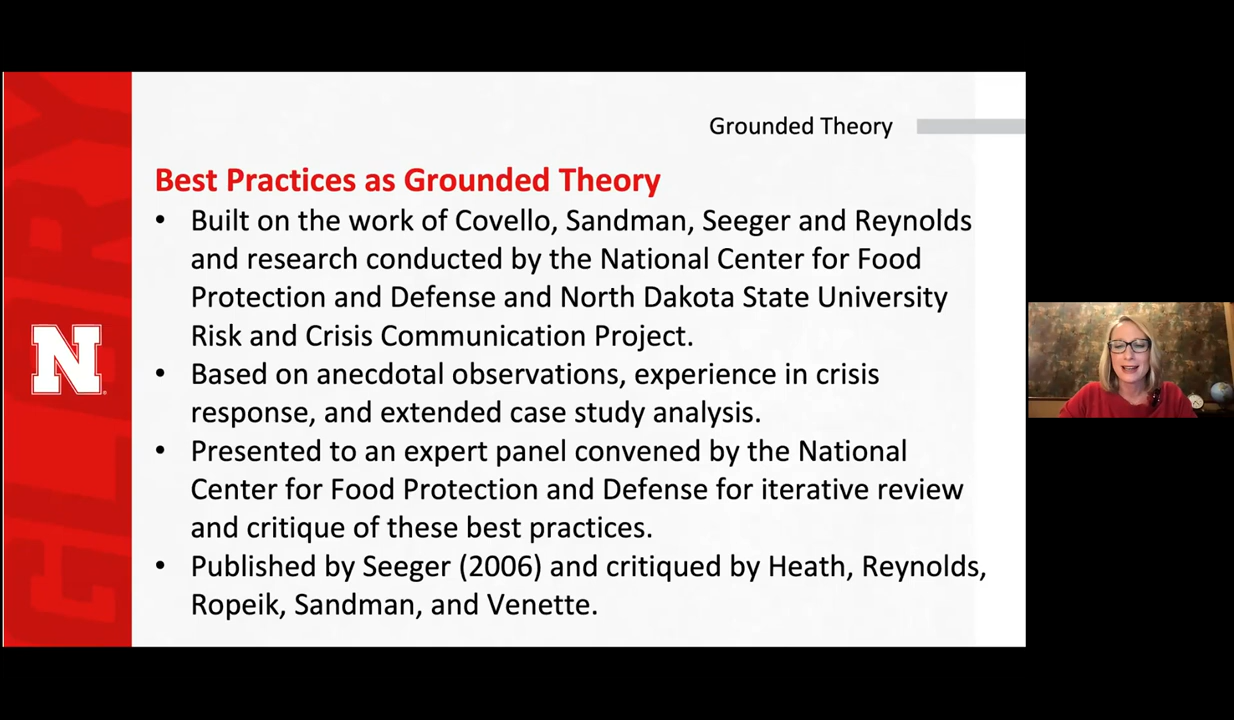 Grounded Theory
Best Practices as Grounded Theory
• Built on the work of Covello, Sandman, Seeger and Reynolds
and research conducted by the National Center for Food
Protection and Defense and North Dakota State University
Risk and Crisis Communication Project.
• Based on anecdotal observations, experience in crisis
response, and extended case study analysis.
• Presented to an expert panel convened by the National
Center for Food Protection and Defense for iterative review
and critique of these best practices.
• Published by Seeger (2006) and critiqued by Heath, Reynolds,
Ropeik, Sandman, and Venette.
GLORY
N